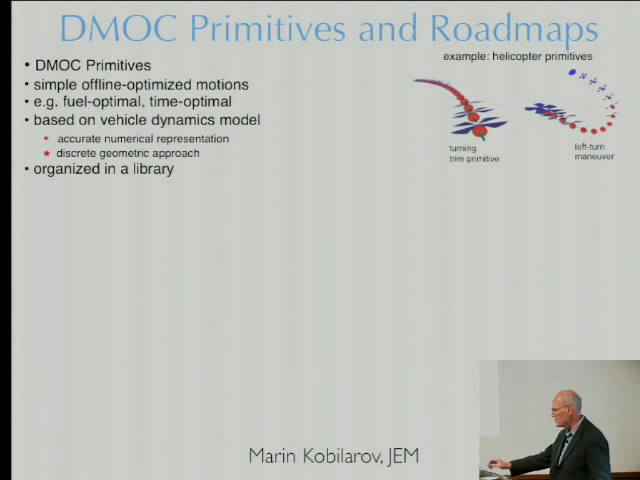 DMOC Primitives and Roadmaps
example: helicopter primitives
• DMOC Primitives
• simple offline-optimized motions
• e.g. fuel-optimal, time-optimal
• based on vehicle dynamics model
• accurate numerical representation
• discrete geometric approach
• organized in a library
turning
trim primitive
left-turn
maneuver
Marin Kobilarov, JEM